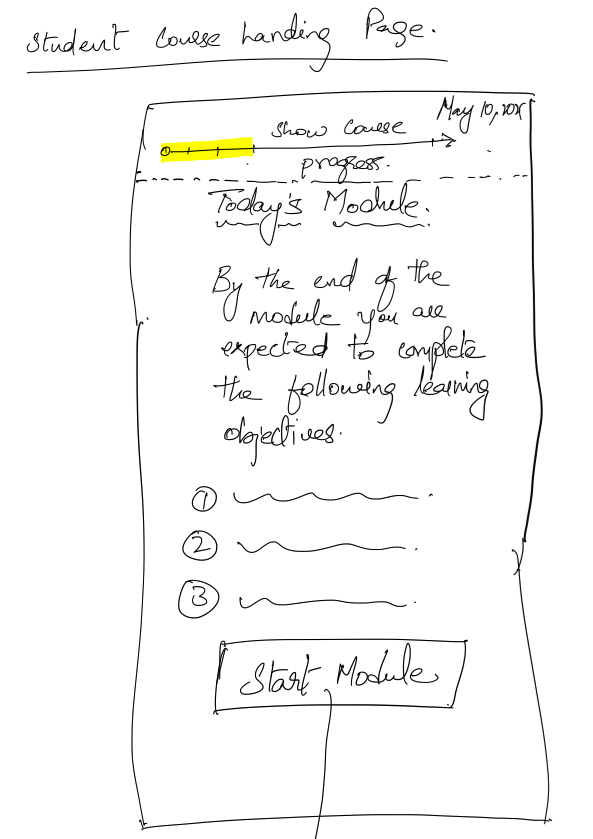 Student Course Landing Page.
May 10,
Show Course
progress.
Today's Module.
By the end of the
module you are
expected to complete
the following learning
objectives.
1
2
3
Start Module